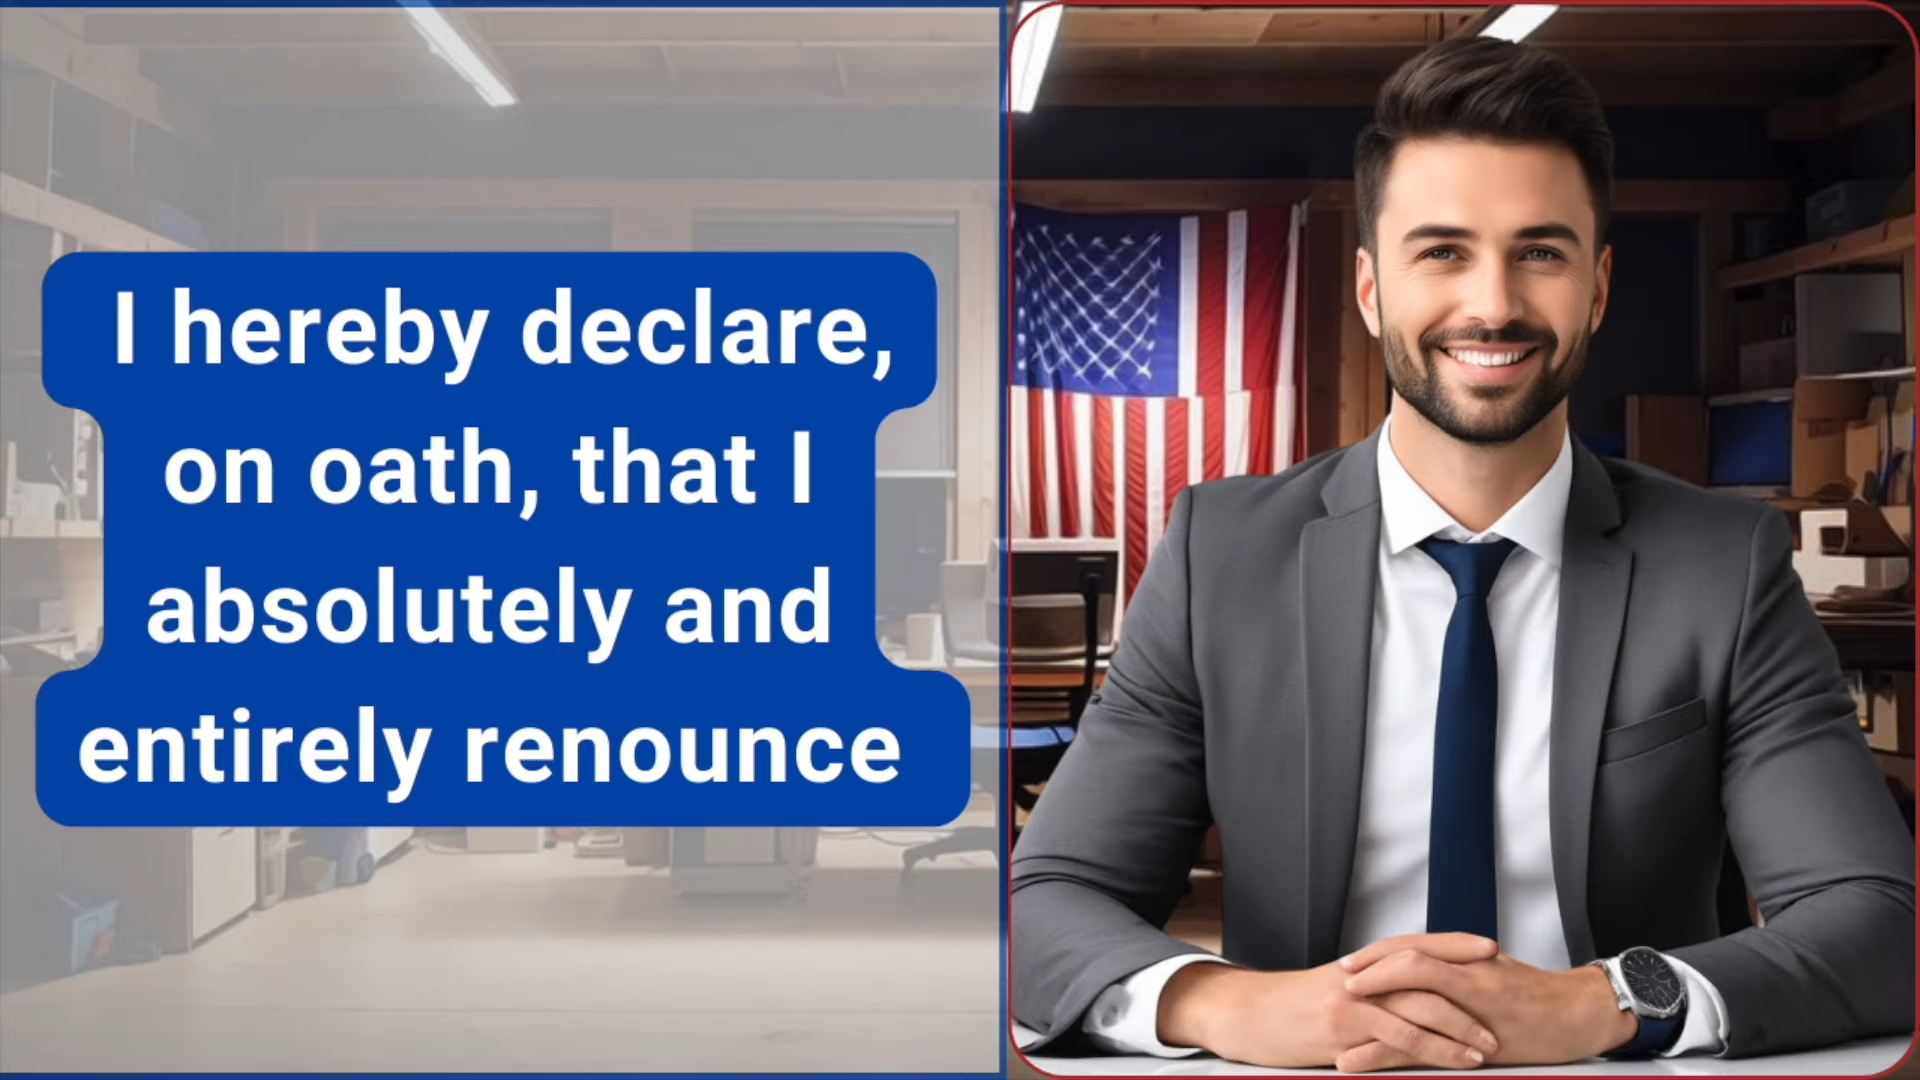 I hereby declare,
on oath, that I
absolutely and
entirely renounce